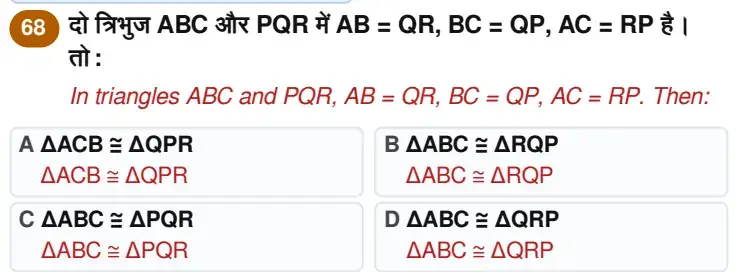 68 दो त्रिभुज ABC और PQR में AB = QR, BC = QP, AC = RP है।
तो :
In triangles ABC and PQR, AB = QR, BC = QP, AC = RP. Then:
A ΔACB ≅ ΔQPR
ΔACB ≅ ΔQPR
B ΔABC ≅ ΔRQP
ΔABC ≅ ΔRQP
C ΔABC ≅ ΔPQR
ΔABC ≅ ΔPQR
D ΔABC ≅ ΔQRP
ΔABC ≅ ΔQRP